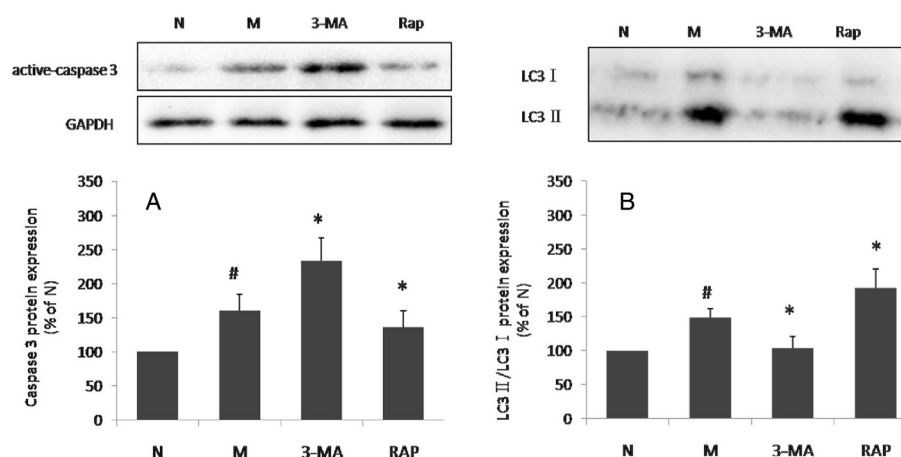 N M 3-MA Rap
active-caspase 3
GAPDH
N M 3-MA Rap
LC3 Ⅰ
LC3 Ⅱ
A
Caspase 3 protein expression
(% of N)
350
300
250
200
150
100
50
0
#
*
*
N M 3-MA RAP
B
LC3 Ⅱ/LC3 Ⅰ protein expression
(% of N)
350
300
250
200
150
100
50
0
#
*
*
N M 3-MA RAP